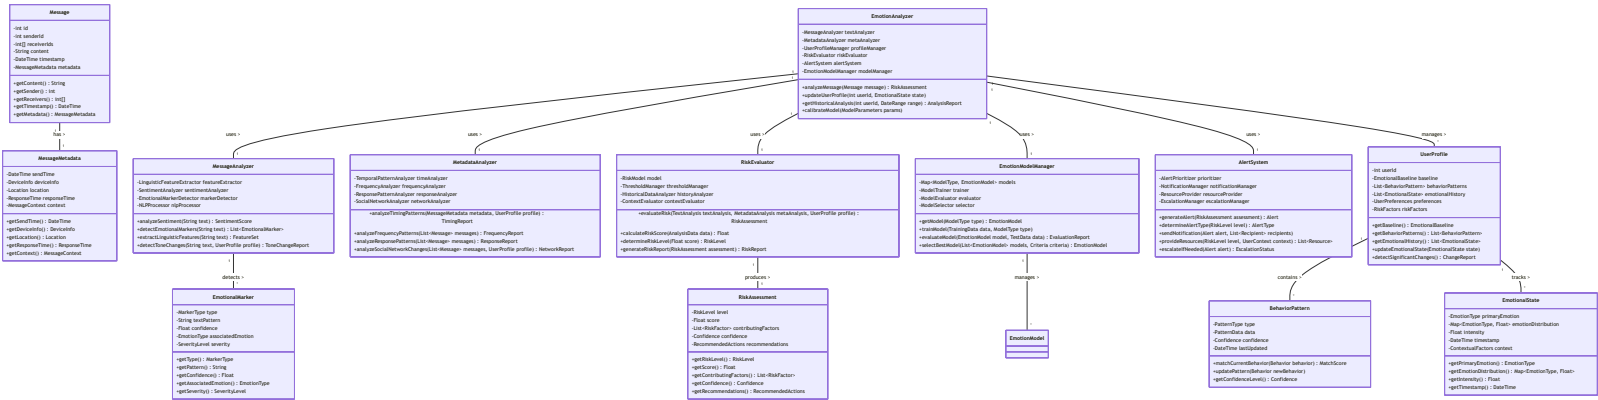 Message
-int id
-int senderId
-int[] receiverIds
-String content
-DateTime timestamp
-MessageMetadata metadata
+getContent() : String
+getSender() : int
+getReceivers() : int[]
+getTimestamp() : DateTime
+getMetadata() : MessageMetadata
has >
MessageMetadata
-DateTime sendTime
-DeviceInfo deviceInfo
-Location location
-ResponseTime responseTime
-MessageContext context
+getSendTime() : DateTime
+getDeviceInfo() : DeviceInfo
+getLocation() : Location
+getResponseTime() : ResponseTime
+getContext() : MessageContext
EmotionAnalyzer
-MessageAnalyzer textAnalyzer
-MetadataAnalyzer metaAnalyzer
-UserProfileManager profileManager
-RiskEvaluator riskEvaluator
-AlertSystem alertSystem
-EmotionModelManager modelManager
+analyzeMessage(Message message) : RiskAssessment
+updateUserProfile(int userId, EmotionalState state)
+getHistoricalAnalysis(int userId, DateRange range) : AnalysisReport
+calibrateModel(ModelParameters params)
uses >
uses >
uses >
uses >
uses >
manages >
MessageAnalyzer
-LinguisticFeatureExtractor featureExtractor
-SentimentAnalyzer sentimentAnalyzer
-EmotionalMarkerDetector markerDetector
-NLPProcessor nlpProcessor
+analyzeSentiment(String text) : SentimentScore
+detectEmotionalMarkers(String text) : List<EmotionalMarker>
+extractLinguisticFeatures(String text) : FeatureSet
+detectToneChanges(String text, UserProfile profile) : ToneChangeReport
MetadataAnalyzer
-TemporalPatternAnalyzer timeAnalyzer
-FrequencyAnalyzer frequencyAnalyzer
-ResponsePatternAnalyzer responseAnalyzer
-SocialNetworkAnalyzer networkAnalyzer
+analyzeTimingPatterns(MessageMetadata metadata, UserProfile profile) :
TimingReport
+analyzeFrequencyPatterns(List<Message> messages) : FrequencyReport
+analyzeResponsePatterns(List<Message> messages) : ResponseReport
+analyzeSocialNetworkChanges(List<Message> messages, UserProfile profile) : NetworkReport
RiskEvaluator
-RiskModel model
-ThresholdManager thresholdManager
-HistoricalDataAnalyzer historyAnalyzer
-ContextEvaluator contextEvaluator
+evaluateRisk(TextAnalysis textAnalysis, MetadataAnalysis metaAnalysis, UserProfile profile) :
RiskAssessment
+calculateRiskScore(AnalysisData data) : Float
+determineRiskLevel(Float score) : RiskLevel
+generateRiskReport(RiskAssessment assessment) : RiskReport
EmotionModelManager
-Map<ModelType, EmotionModel> models
-ModelTrainer trainer
-ModelEvaluator evaluator
-ModelSelector selector
+getModel(ModelType type) : EmotionModel
+trainModel(TrainingData data, ModelType type)
+evaluateModel(EmotionModel model, TestData data) : EvaluationReport
+selectBestModel(List<EmotionModel> models, Criteria criteria) : EmotionModel
AlertSystem
-AlertPrioritizer prioritizer
-NotificationManager notificationManager
-ResourceProvider resourceProvider
-EscalationManager escalationManager
+generateAlert(RiskAssessment assessment) : Alert
+determineAlertType(RiskLevel level) : AlertType
+sendNotification(Alert alert, List<Recipient> recipients)
+provideResources(RiskLevel level, UserContext context) : List<Resource>
+escalateIfNeeded(Alert alert) : EscalationStatus
UserProfile
-int userId
-EmotionalBaseline baseline
-List<BehaviorPattern> behaviorPatterns
-List<EmotionalState> emotionalHistory
-UserPreferences preferences
-RiskFactors riskFactors
+getBaseline() : EmotionalBaseline
+getBehaviorPatterns() : List<BehaviorPattern>
+getEmotionalHistory() : List<EmotionalState>
+updateEmotionalState(EmotionalState state)
+detectSignificantChanges() : ChangeReport
detects >
produces >
manages >
contains >
tracks >
EmotionalMarker
-MarkerType type
-String textPattern
-Float confidence
-EmotionType associatedEmotion
-SeverityLevel severity
+getType() : MarkerType
+getPattern() : String
+getConfidence() : Float
+getAssociatedEmotion() : EmotionType
+getSeverity() : SeverityLevel
RiskAssessment
-RiskLevel level
-Float score
-List<RiskFactor> contributingFactors
-Confidence confidence
-RecommendedActions recommendations
+getRiskLevel() : RiskLevel
+getScore() : Float
+getContributingFactors() : List<RiskFactor>
+getConfidence() : Confidence
+getRecommendations() : RecommendedActions
EmotionModel
BehaviorPattern
-PatternType type
-PatternData data
-Confidence confidence
-DateTime lastUpdated
+matchCurrentBehavior(Behavior behavior) : MatchScore
+updatePattern(Behavior newBehavior)
+getConfidenceLevel() : Confidence
EmotionalState
-EmotionType primaryEmotion
-Map<EmotionType, Float> emotionDistribution
-Float intensity
-DateTime timestamp
-ContextualFactors context
+getPrimaryEmotion() : EmotionType
+getEmotionDistribution() : Map<EmotionType, Float>
+getIntensity() : Float
+getTimestamp() : DateTime